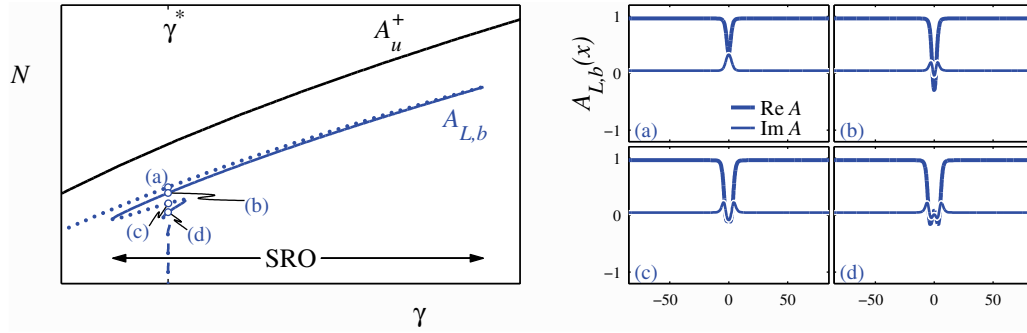 γ*
A_u^+
N
A_{L,b}
(a)
(b)
(c)
(d)
SRO
γ
A_{L,b}(x)
1
0
−1
(a)
Re A
Im A
(b)
1
0
−1
(c)
(d)
−50
0
50
−50
0
50